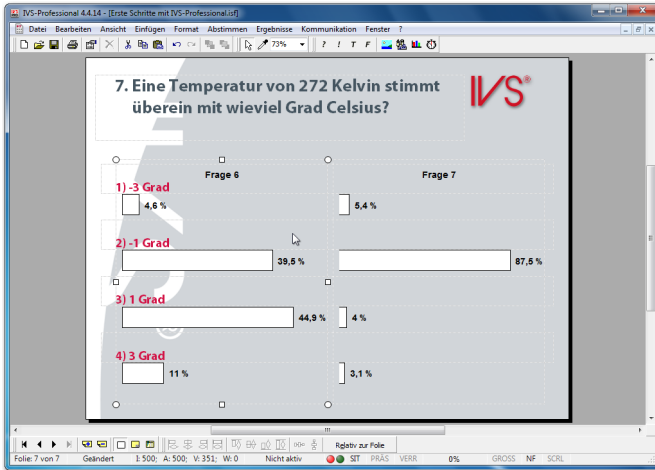 IVS-Professional 4.4.14 - [Erste Schritte mit IVS-Professional.isf]
Datei Bearbeiten Ansicht Einfügen Format Abstimmen Ergebnisse Kommunikation Fenster ?
73% ? ! T F
7. Eine Temperatur von 272 Kelvin stimmt
überein mit wieviel Grad Celsius?
IVS®
Frage 6 Frage 7
1) -3 Grad
4,6 % 5,4 %
2) -1 Grad
39,5 % 87,5 %
3) 1 Grad
44,9 % 4 %
4) 3 Grad
11 % 3,1 %
Relativ zur Folie
Folie: 7 von 7 Geändert I: 500; A: 500; V: 351; W: 0 Nicht aktiv SIT PRÄS VERR 0% GROSS NF SCRL